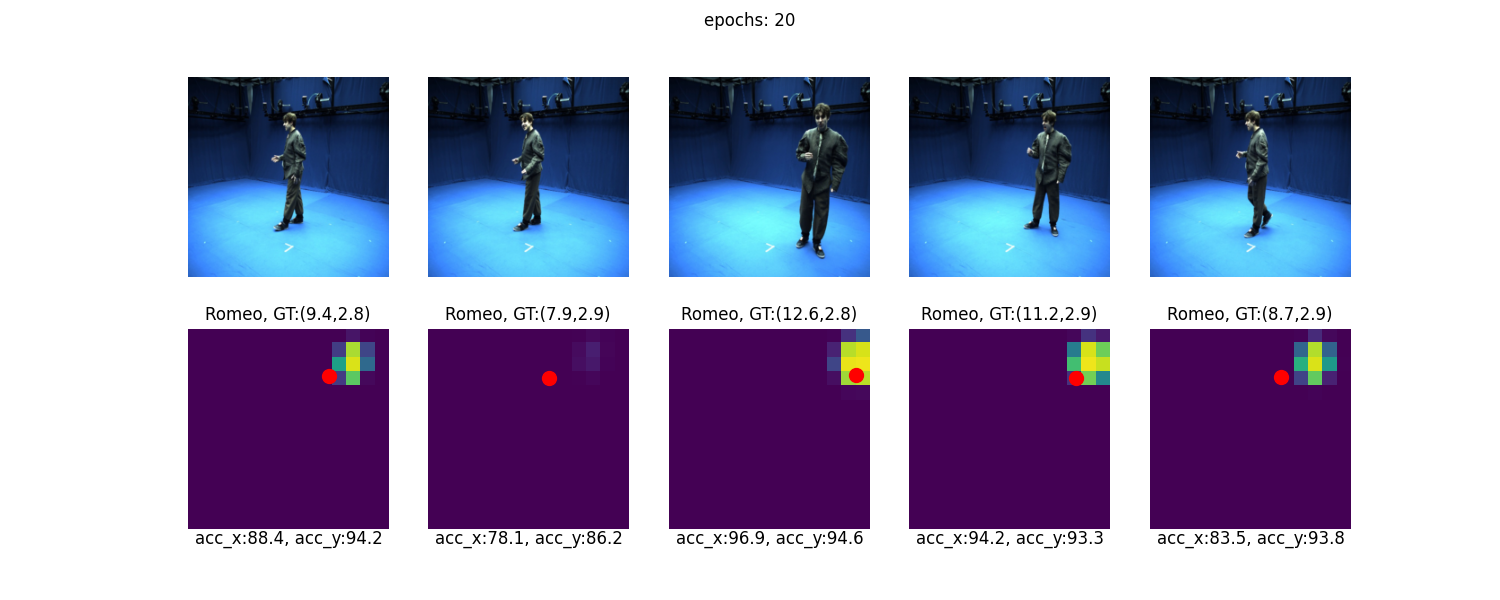 epochs: 20
Romeo, GT:(9.4,2.8)
Romeo, GT:(7.9,2.9)
Romeo, GT:(12.6,2.8)
Romeo, GT:(11.2,2.9)
Romeo, GT:(8.7,2.9)
acc_x:88.4, acc_y:94.2
acc_x:78.1, acc_y:86.2
acc_x:96.9, acc_y:94.6
acc_x:94.2, acc_y:93.3
acc_x:83.5, acc_y:93.8